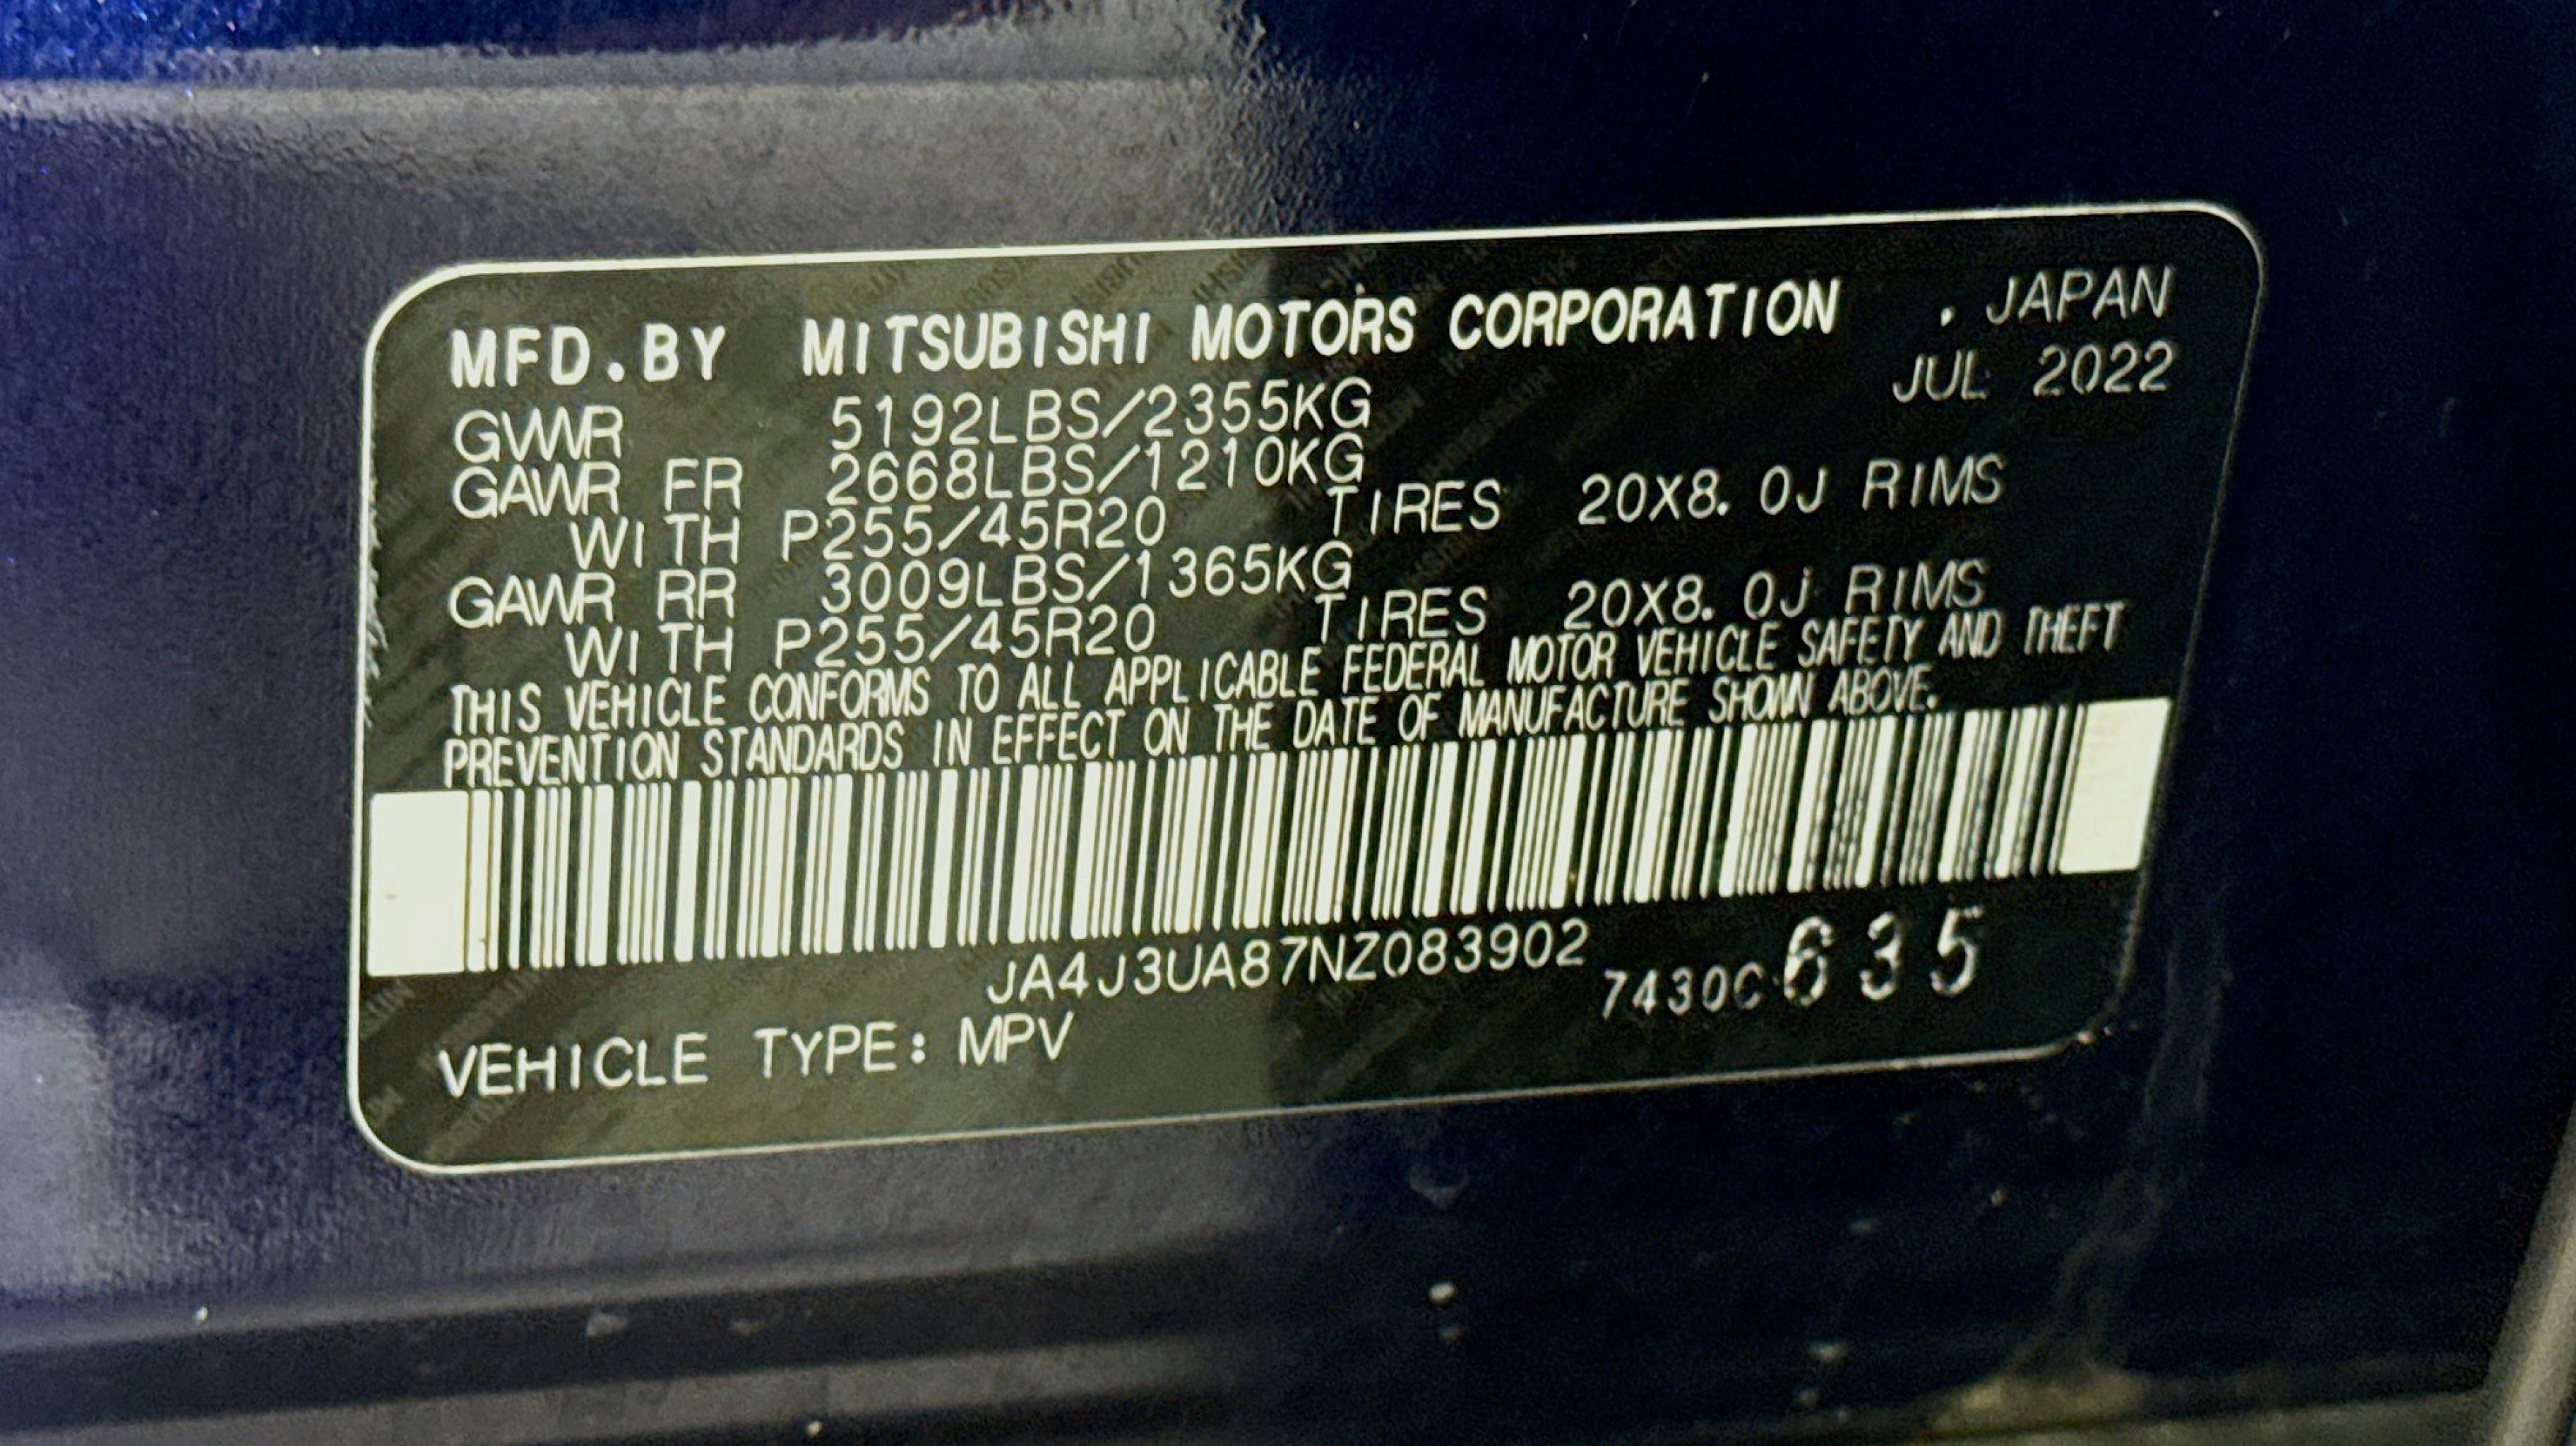 MFD.BY MITSUBISHI MOTORS CORPORATION . JAPAN
JUL 2022
GVWR 5192LBS/2355KG
GAWR FR 2668LBS/1210KG
WITH P255/45R20 TIRES 20X8.0J RIMS
GAWR RR 3009LBS/1365KG
WITH P255/45R20 TIRES 20X8.0J RIMS
THIS VEHICLE CONFORMS TO ALL APPLICABLE FEDERAL MOTOR VEHICLE SAFETY AND THEFT
PREVENTION STANDARDS IN EFFECT ON THE DATE OF MANUFACTURE SHOWN ABOVE.
JA4J3UA87NZ083902
7430C635
VEHICLE TYPE: MPV